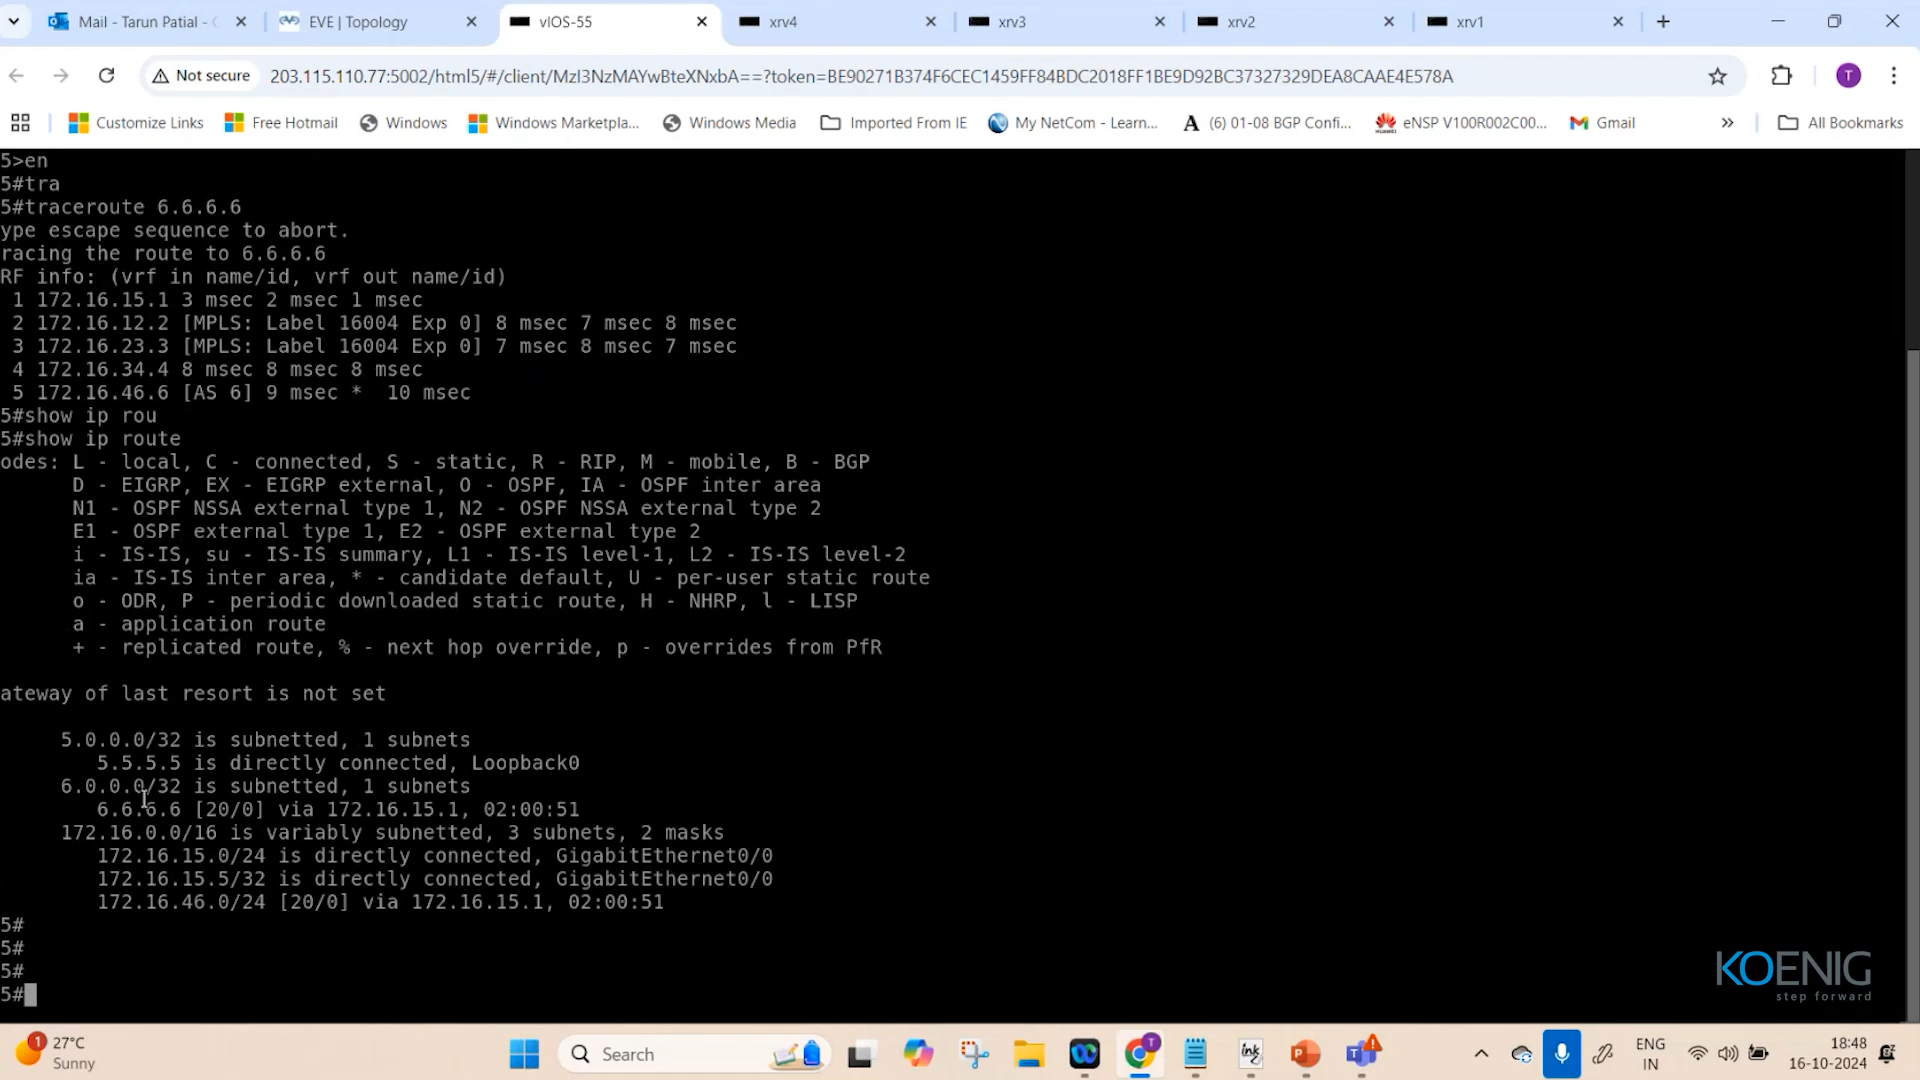 Mail - Tarun Patial - C
EVE | Topology
vIOS-55
xrv4
xrv3
xrv2
xrv1
Not secure
203.115.110.77:5002/html5/#/client/MzI3NzMAYwBteXNxbA==?token=BE90271B374F6CEC1459FF84BDC2018FF1BE9D92BC37327329DEA8CAAE4E578A
T
Customize Links
Free Hotmail
Windows
Windows Marketpla...
Windows Media
Imported From IE
My NetCom - Learn...
(6) 01-08 BGP Confi...
eNSP V100R002C00...
Gmail
»
All Bookmarks
5>en
5#tra
5#traceroute 6.6.6.6
ype escape sequence to abort.
racing the route to 6.6.6.6
RF info: (vrf in name/id, vrf out name/id)
1 172.16.15.1 3 msec 2 msec 1 msec
2 172.16.12.2 [MPLS: Label 16004 Exp 0] 8 msec 7 msec 8 msec
3 172.16.23.3 [MPLS: Label 16004 Exp 0] 7 msec 8 msec 7 msec
4 172.16.34.4 8 msec 8 msec 8 msec
5 172.16.46.6 [AS 6] 9 msec * 10 msec
5#show ip rou
5#show ip route
odes: L - local, C - connected, S - static, R - RIP, M - mobile, B - BGP
D - EIGRP, EX - EIGRP external, O - OSPF, IA - OSPF inter area
N1 - OSPF NSSA external type 1, N2 - OSPF NSSA external type 2
E1 - OSPF external type 1, E2 - OSPF external type 2
i - IS-IS, su - IS-IS summary, L1 - IS-IS level-1, L2 - IS-IS level-2
ia - IS-IS inter area, * - candidate default, U - per-user static route
o - ODR, P - periodic downloaded static route, H - NHRP, l - LISP
a - application route
+ - replicated route, % - next hop override, p - overrides from PfR
ateway of last resort is not set
5.0.0.0/32 is subnetted, 1 subnets
5.5.5.5 is directly connected, Loopback0
6.0.0.0/32 is subnetted, 1 subnets
6.6.6.6 [20/0] via 172.16.15.1, 02:00:51
172.16.0.0/16 is variably subnetted, 3 subnets, 2 masks
172.16.15.0/24 is directly connected, GigabitEthernet0/0
172.16.15.5/32 is directly connected, GigabitEthernet0/0
172.16.46.0/24 [20/0] via 172.16.15.1, 02:00:51
5#
5#
5#
5#
KOENIG
step forward
1
27°C
Sunny
Search
ENG
IN
18:48
16-10-2024